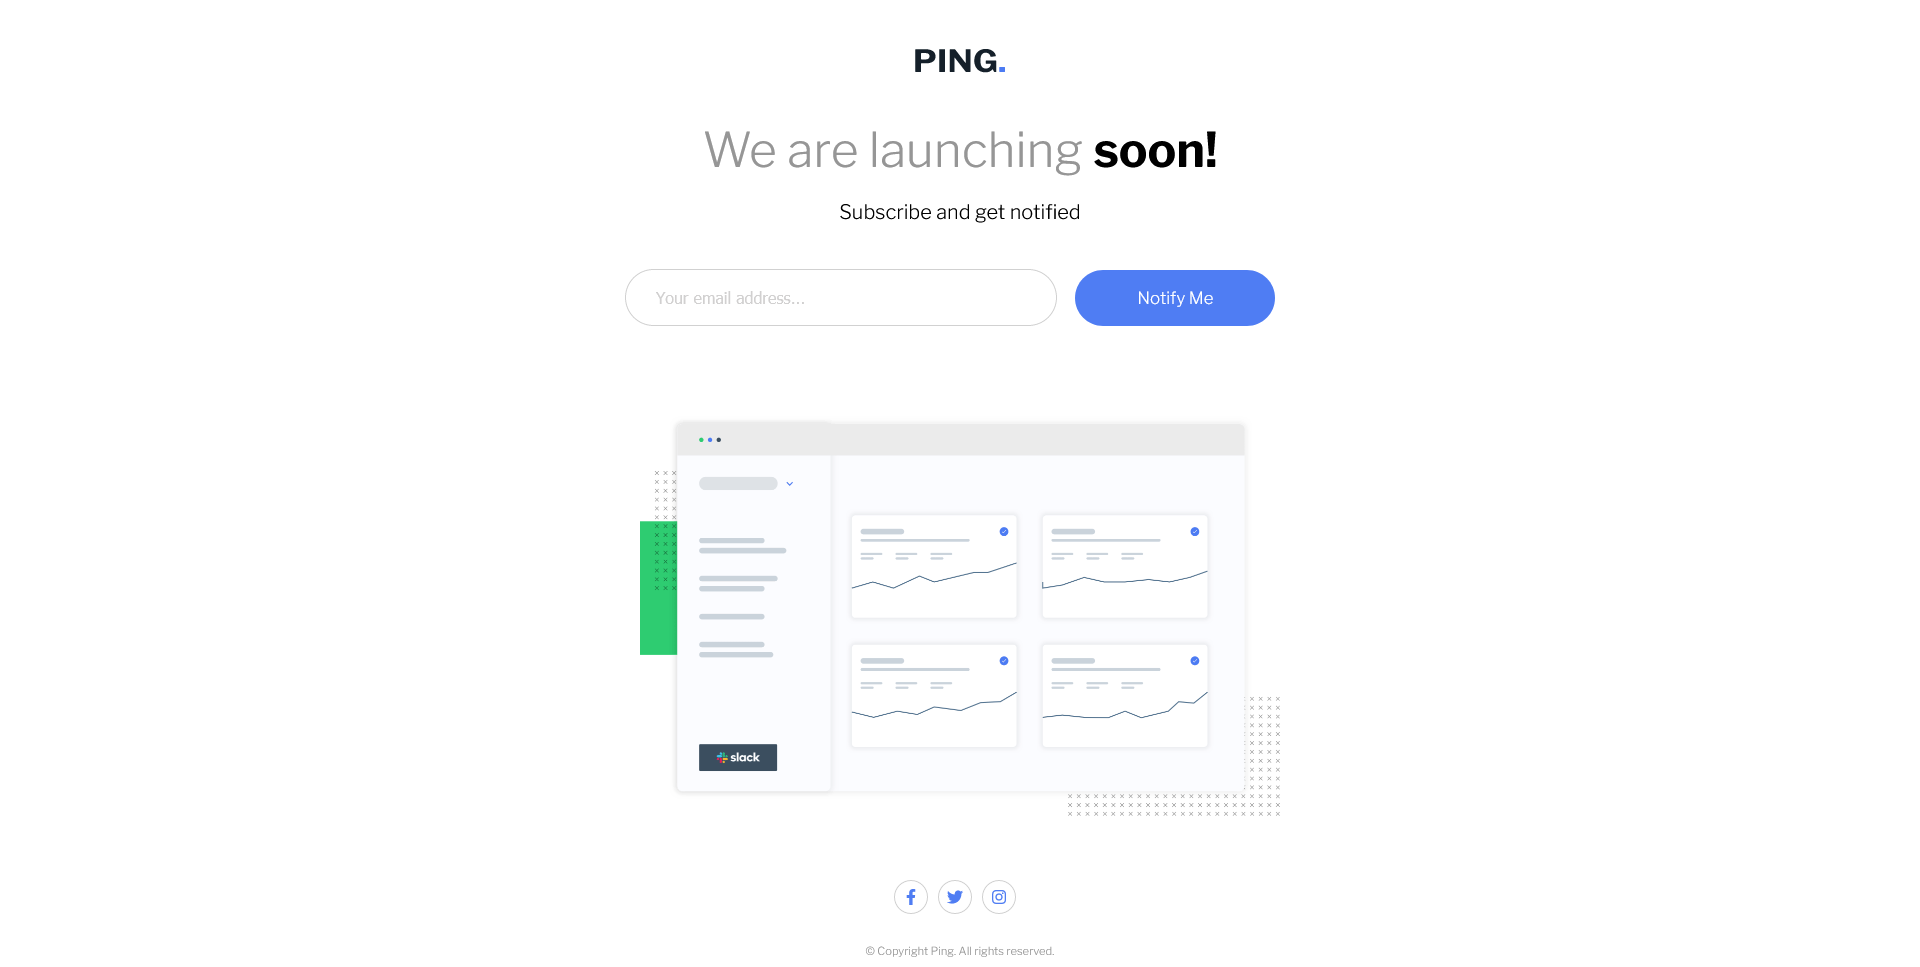 PING.
We are launching soon!
Subscribe and get notified
Your email address...
Notify Me
slack
© Copyright Ping. All rights reserved.